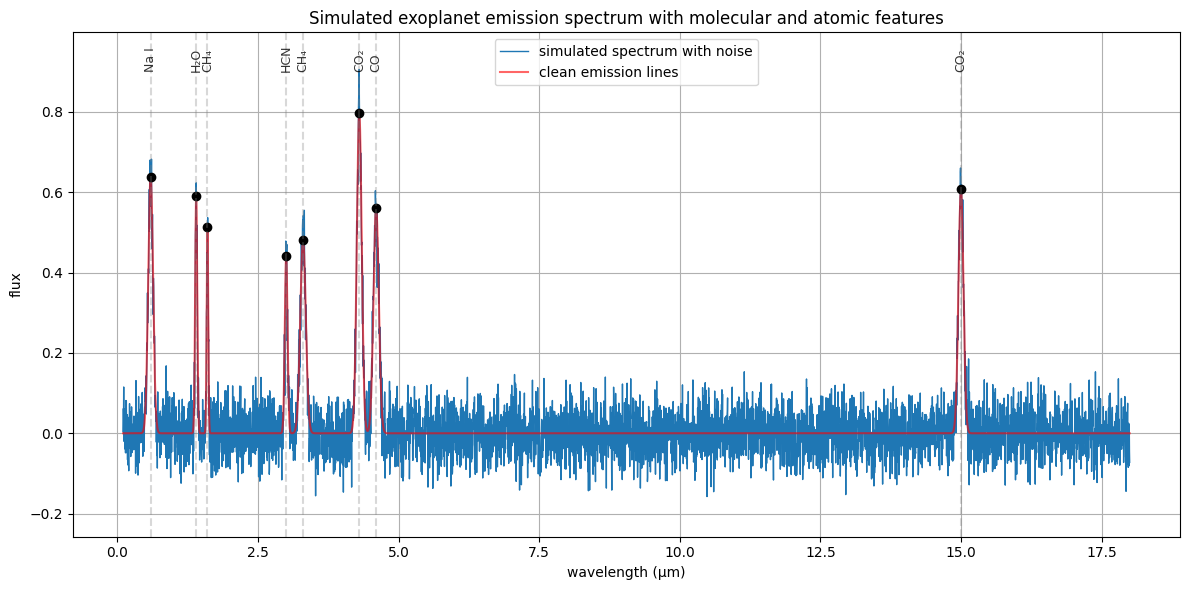 Simulated exoplanet emission spectrum with molecular and atomic features
Na I
H₂O
CH₄
HCN
CH₄
CO₂
CO
CO₂
simulated spectrum with noise
clean emission lines
flux
0.8
0.6
0.4
0.2
0.0
−0.2
0.0
2.5
5.0
7.5
10.0
12.5
15.0
17.5
wavelength (μm)